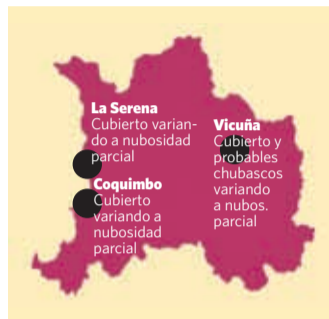 La Serena
Cubierto varian-
do a nubosidad
parcial
Coquimbo
Cubierto
variando a
nubosidad
parcial
Vicuña
Cubierto y
probables
chubascos
variando
a nubos.
parcial